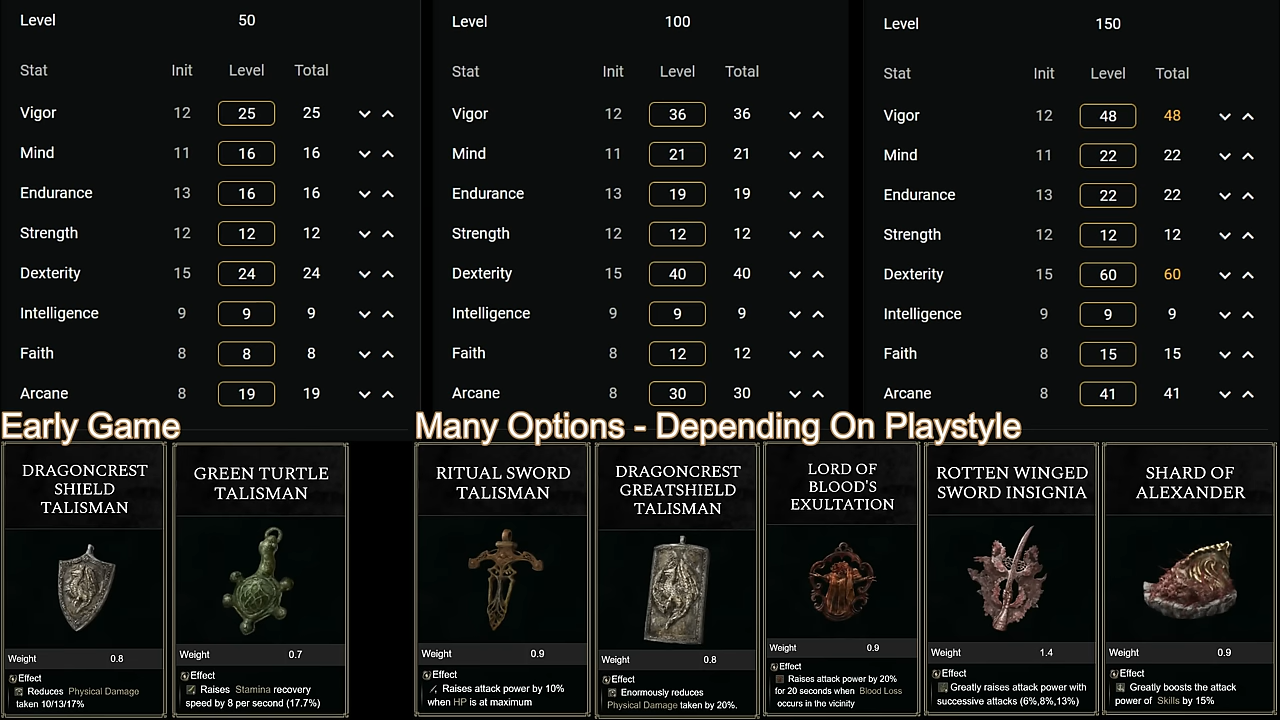 Level 50
Stat Init Level Total
Vigor 12 25 25
Mind 11 16 16
Endurance 13 16 16
Strength 12 12 12
Dexterity 15 24 24
Intelligence 9 9 9
Faith 8 8 8
Arcane 8 19 19
Level 100
Stat Init Level Total
Vigor 12 36 36
Mind 11 21 21
Endurance 13 19 19
Strength 12 12 12
Dexterity 15 40 40
Intelligence 9 9 9
Faith 8 12 12
Arcane 8 30 30
Level 150
Stat Init Level Total
Vigor 12 48 48
Mind 11 22 22
Endurance 13 22 22
Strength 12 12 12
Dexterity 15 60 60
Intelligence 9 9 9
Faith 8 15 15
Arcane 8 41 41
Early Game
DRAGONCREST
SHIELD
TALISMAN
Weight 0.8
Effect
Reduces Physical Damage
taken 10/13/17%
GREEN TURTLE
TALISMAN
Weight 0.7
Effect
Raises Stamina recovery
speed by 8 per second (17.7%)
Many Options - Depending On Playstyle
RITUAL SWORD
TALISMAN
Weight 0.9
Effect
Raises attack power by 10%
when HP is at maximum
DRAGONCREST
GREATSHIELD
TALISMAN
Weight 0.8
Effect
Enormously reduces
Physical Damage taken by 20%.
LORD OF
BLOOD'S
EXULTATION
Weight 0.9
Effect
Raises attack power by 20%
for 20 seconds when Blood Loss
occurs in the vicinity
ROTTEN WINGED
SWORD INSIGNIA
Weight 1.4
Effect
Greatly raises attack power with
successive attacks (6%,8%,13%)
SHARD OF
ALEXANDER
Weight 0.9
Effect
Greatly boosts the attack
power of Skills by 15%